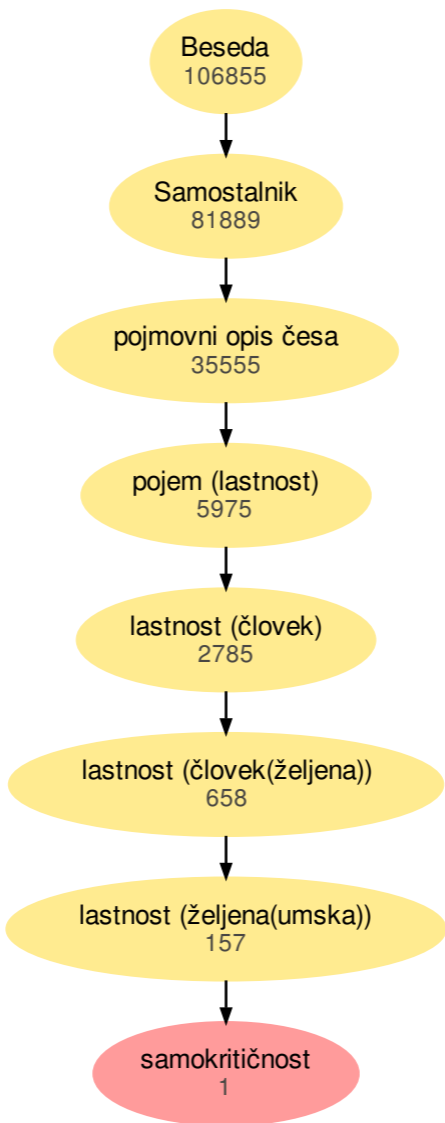 Beseda
106855
Samostalnik
81889
pojmovni opis česa
35555
pojem (lastnost)
5975
lastnost (človek)
2785
lastnost (človek(željena))
658
lastnost (željena(umska))
157
samokritičnost
1